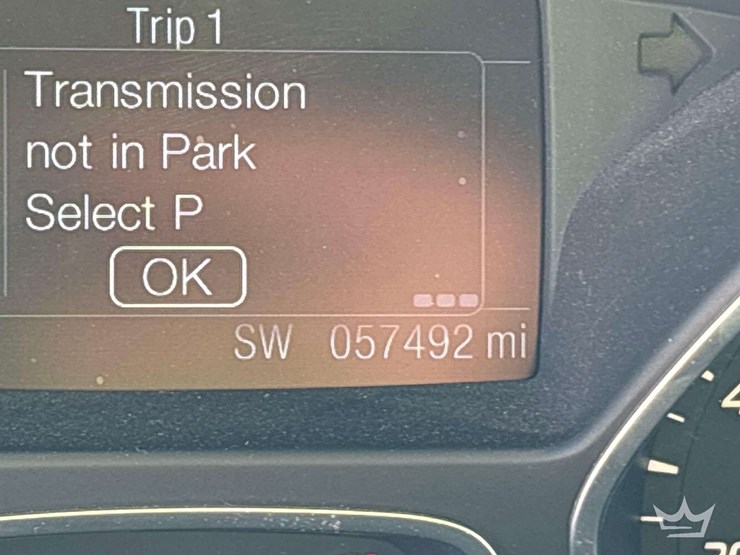 Trip 1
Transmission
not in Park
Select P
OK
SW 057492 mi